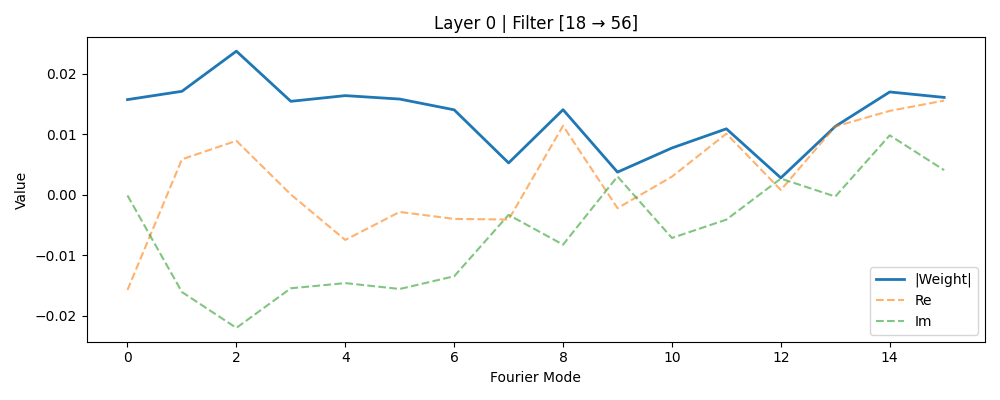 Layer 0 | Filter [18 → 56]
Value
0.02
0.01
0.00
−0.01
−0.02
0 2 4 6 8 10 12 14
Fourier Mode
|Weight|
Re
Im